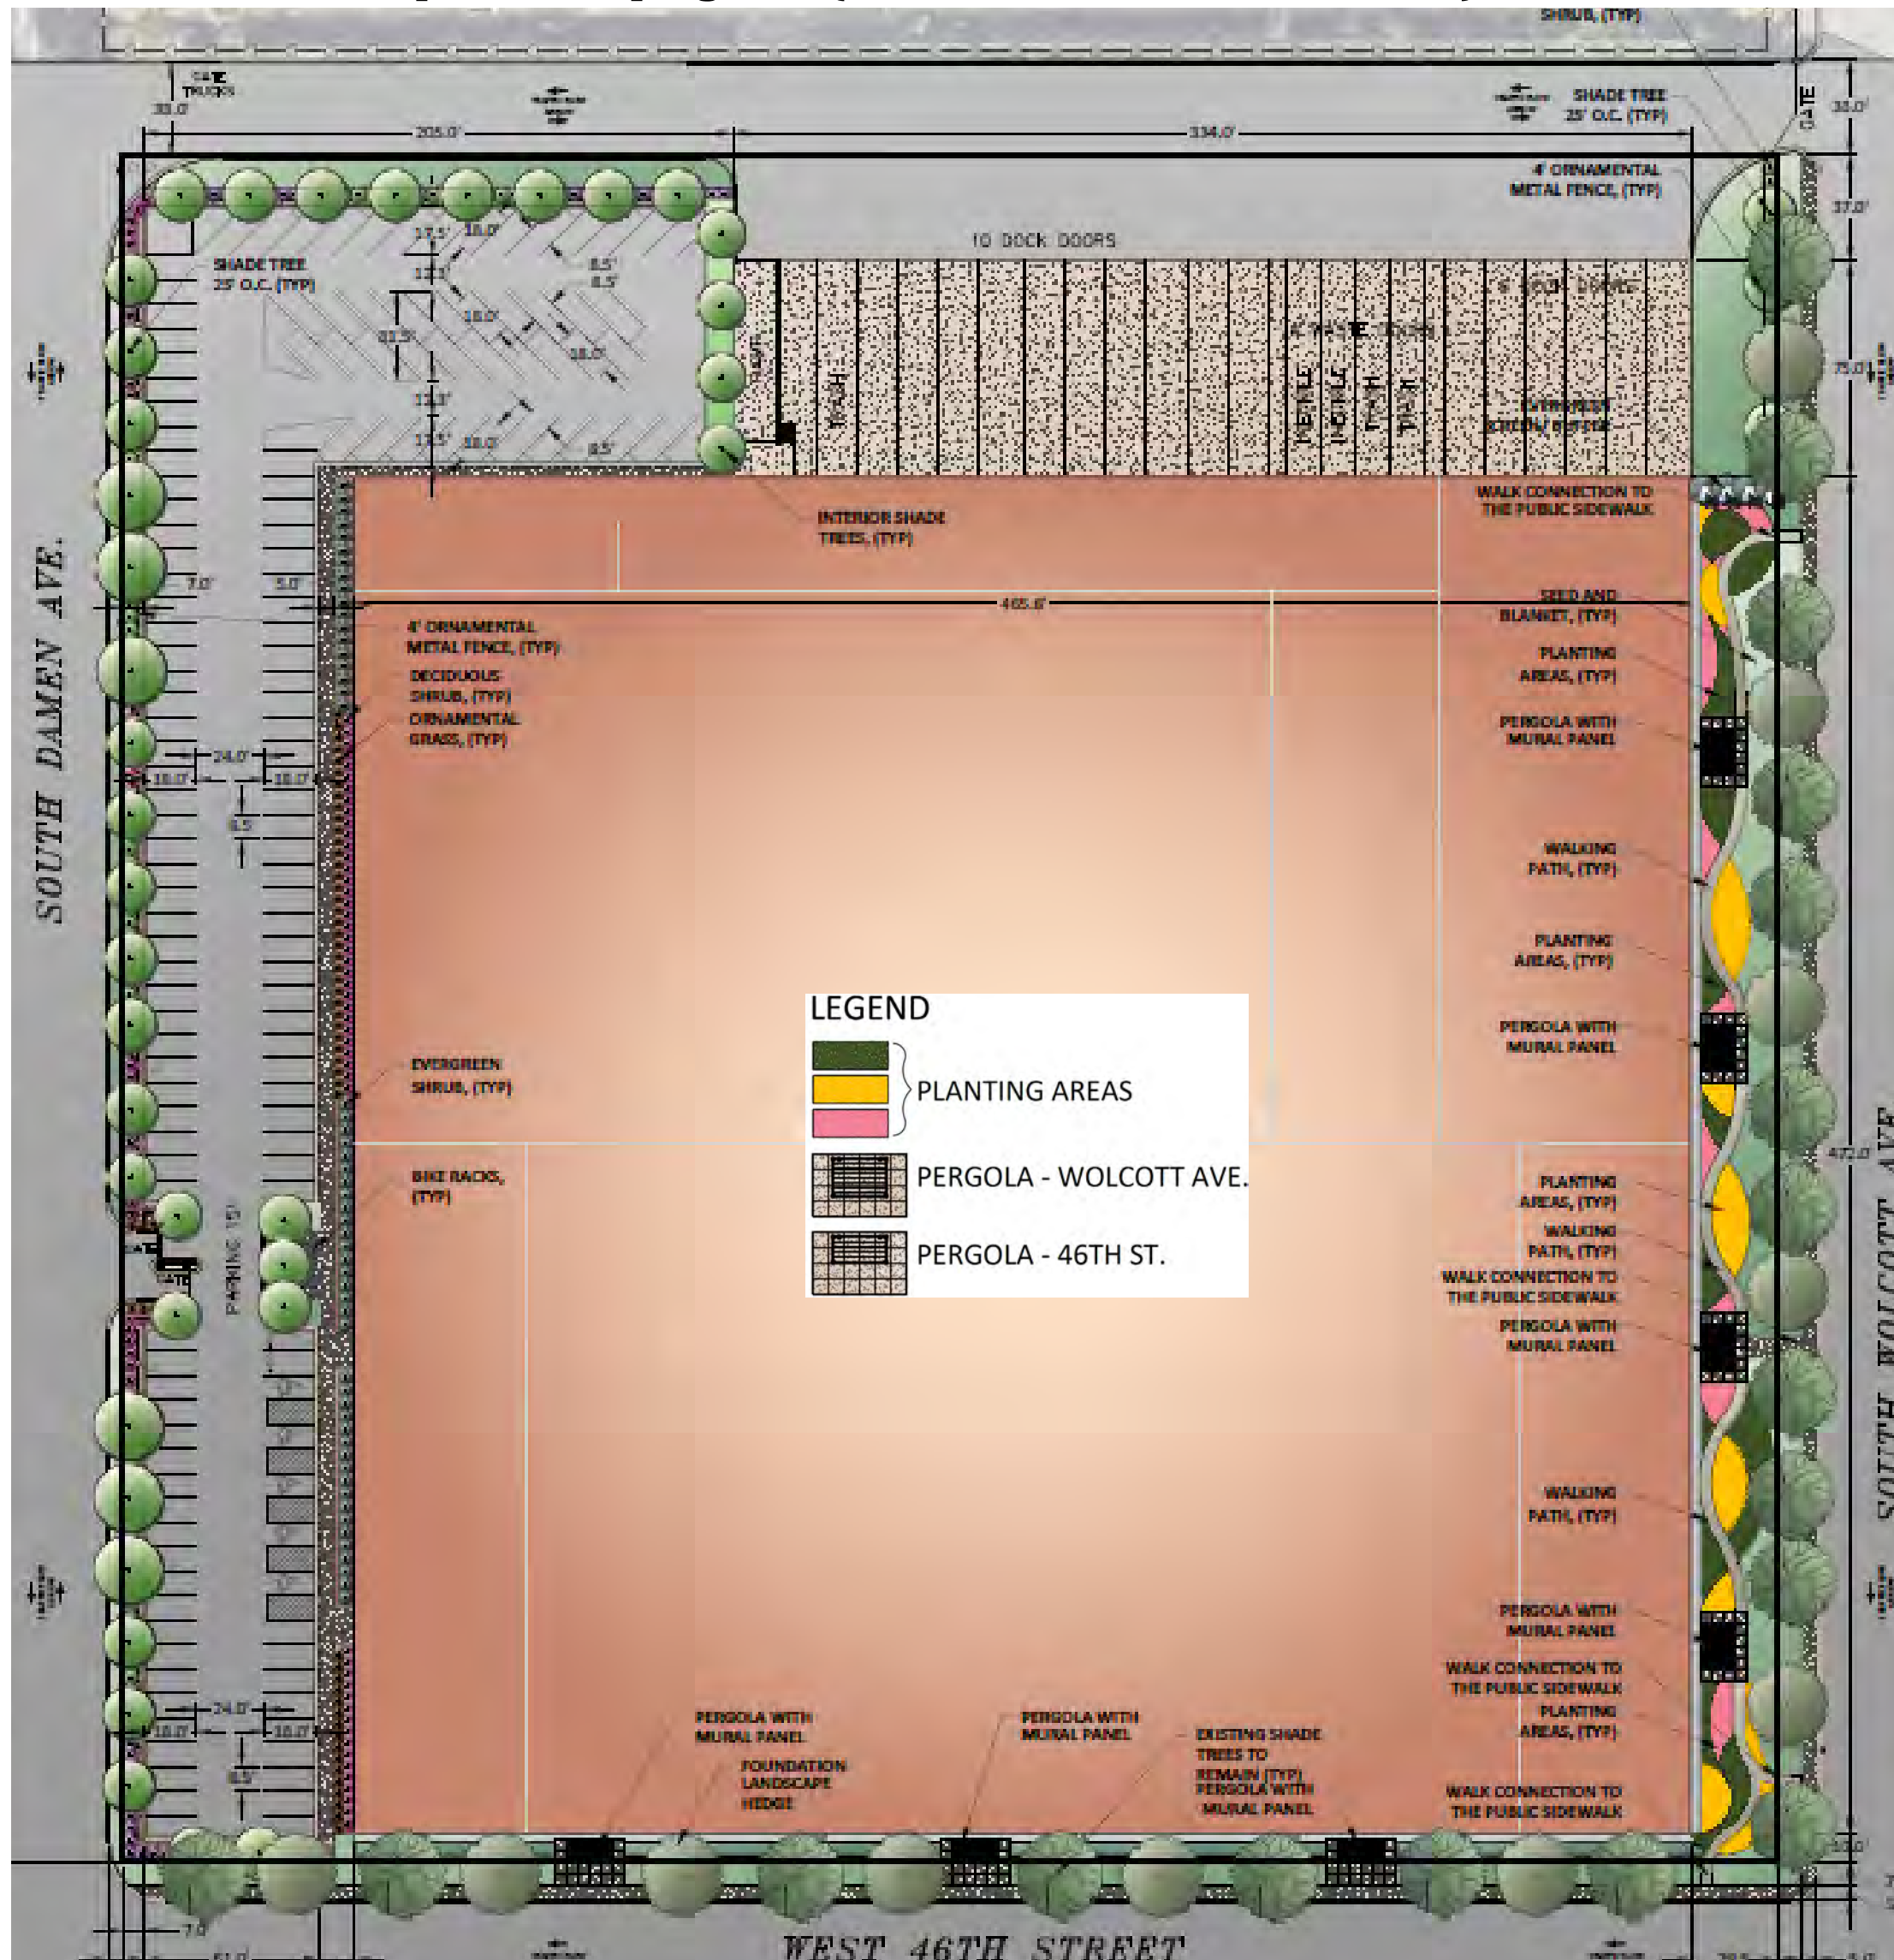 SHRUB, (TYP)
GATE
TRUCKS
30.0'
205.0'
334.0'
SHADE TREE
25' O.C. (TYP)
GATE
4' ORNAMENTAL
METAL FENCE, (TYP)
37.0'
10 DOCK DOORS
17.5'
18.0'
8.5'
8.5'
SHADE TREE
25' O.C. (TYP)
18.0'
18.0'
75.0'
TRASH
TRASH
TRASH
18.0'
8.5'
WALK CONNECTION TO
THE PUBLIC SIDEWALK
INTERIOR SHADE
TREES, (TYP)
SOUTH DAMEN AVE.
7.0'
5.0'
465.6'
SEED AND
BLANKET, (TYP)
4' ORNAMENTAL
METAL FENCE, (TYP)
DECIDUOUS
SHRUB, (TYP)
ORNAMENTAL
GRASS, (TYP)
PLANTING
AREAS, (TYP)
PERGOLA WITH
MURAL PANEL
24.0'
18.0'
18.0'
8.5'
WALKING
PATH, (TYP)
PLANTING
AREAS, (TYP)
LEGEND
PLANTING AREAS
PERGOLA - WOLCOTT AVE.
PERGOLA - 46TH ST.
PERGOLA WITH
MURAL PANEL
EVERGREEN
SHRUB, (TYP)
BIKE RACKS,
(TYP)
PLANTING
AREAS, (TYP)
WALKING
PATH, (TYP)
WALK CONNECTION TO
THE PUBLIC SIDEWALK
PERGOLA WITH
MURAL PANEL
SOUTH WOLCOTT AVE
GATE
WALKING
PATH, (TYP)
PERGOLA WITH
MURAL PANEL
WALK CONNECTION TO
THE PUBLIC SIDEWALK
PLANTING
AREAS, (TYP)
WALK CONNECTION TO
THE PUBLIC SIDEWALK
24.0'
18.0'
18.0'
8.5'
PERGOLA WITH
MURAL PANEL
FOUNDATION
LANDSCAPE
HEDGE
PERGOLA WITH
MURAL PANEL
EXISTING SHADE
TREES TO
REMAIN (TYP)
PERGOLA WITH
MURAL PANEL
7.0'
WEST 46TH STREET